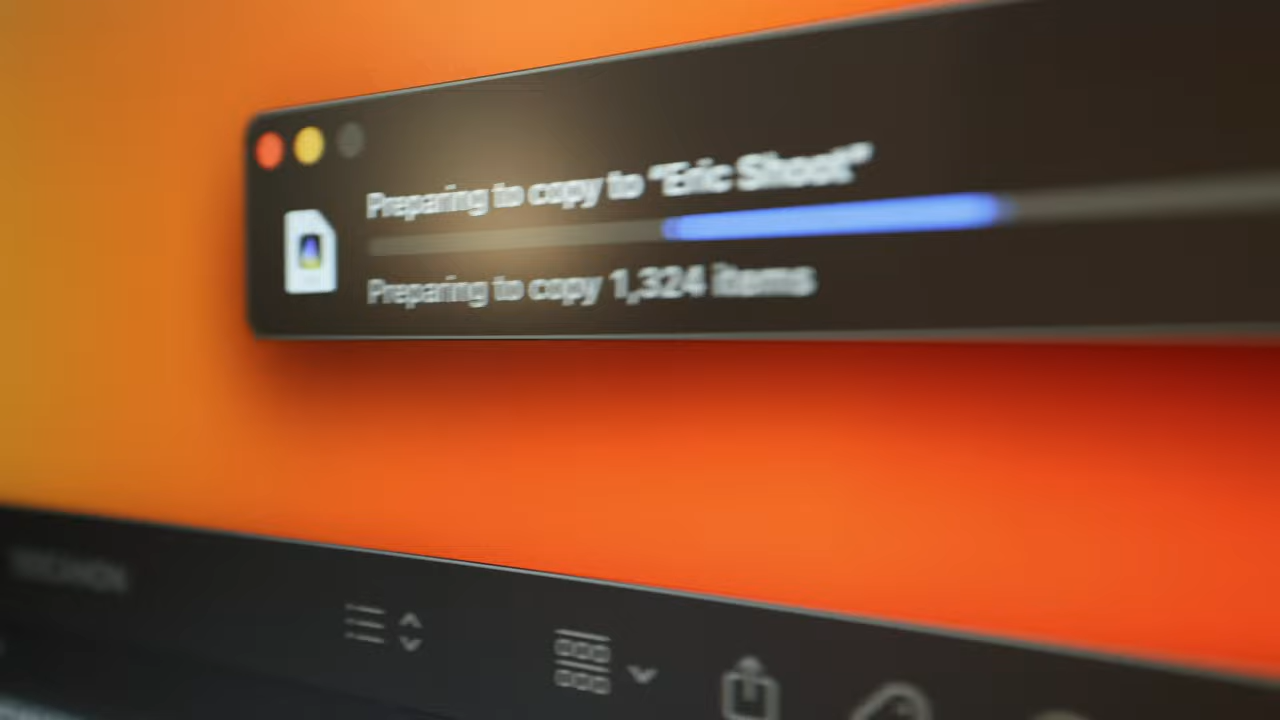 Preparing to copy to "Eric Shoot"
Preparing to copy 1,324 items